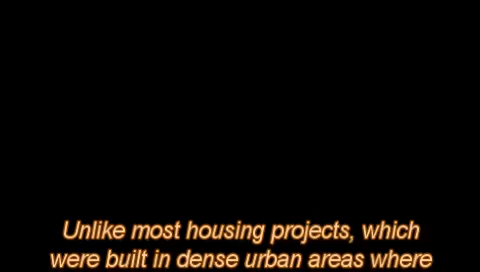 Unlike most housing projects, which
were built in dense urban areas where